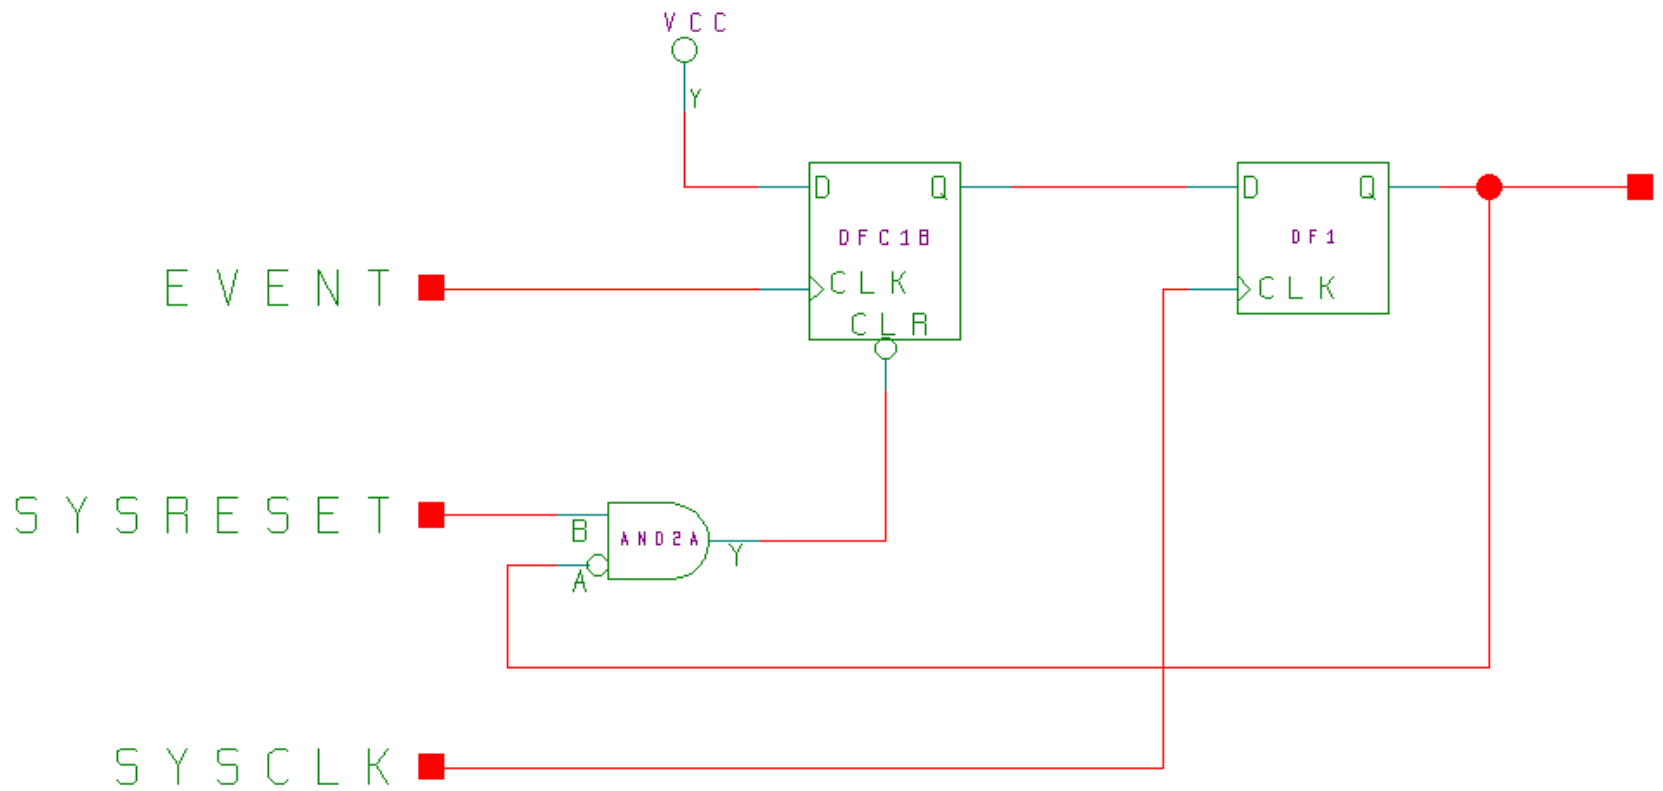 VCC
Y
D Q
DFC1B
CLK
CLR
D Q
DF1
CLK
EVENT
SYSRESET
B
A
AND2A
Y
SYSCLK